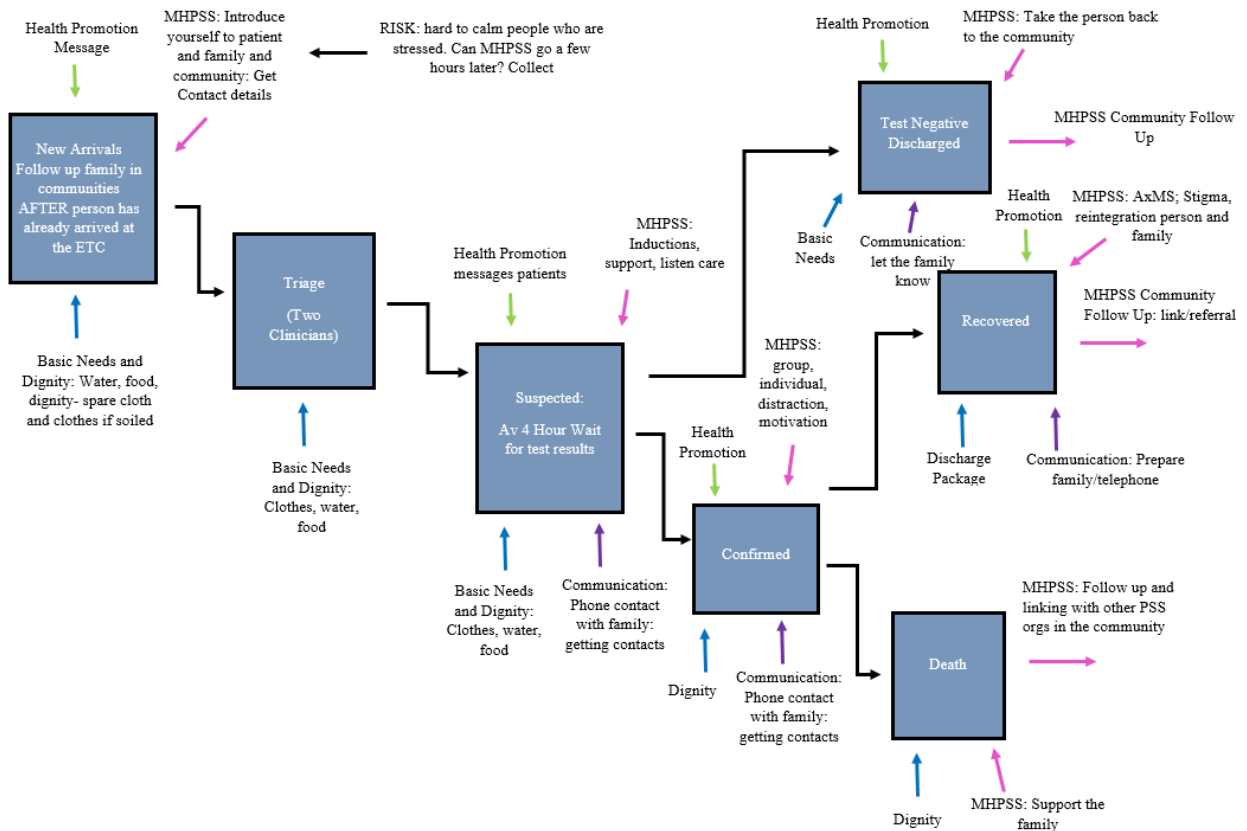 Health Promotion
Message
MHPSS: Introduce
yourself to patient
and family and
community: Get
Contact details
RISK: hard to calm people who are
stressed. Can MHPSS go a few
hours later? Collect
New Arrivals
Follow up family in
communities
AFTER person has
already arrived at
the ETC
Basic Needs and
Dignity: Water, food,
dignity- spare cloth
and clothes if soiled
Triage
(Two
Clinicians)
Basic Needs
and Dignity:
Clothes, water,
food
Health Promotion
messages patients
MHPSS:
Inductions,
support, listen care
Suspected:
Av 4 Hour Wait
for test results
Basic Needs
and Dignity:
Clothes, water,
food
Communication:
Phone contact
with family:
getting contacts
Health
Promotion
MHPSS: Take the person back
to the community
Test Negative
Discharged
MHPSS Community Follow
Up
Basic
Needs
Communication:
let the family
know
Health
Promotion
MHPSS:
group,
individual,
distraction,
motivation
Confirmed
Dignity
Communication:
Phone contact
with family:
getting contacts
Health
Promotion
MHPSS: AxMS; Stigma,
reintegration person and
family
Recovered
MHPSS Community
Follow Up: link/referral
Discharge
Package
Communication: Prepare
family/telephone
Death
MHPSS: Follow up and
linking with other PSS
orgs in the community
Dignity
MHPSS: Support the
family